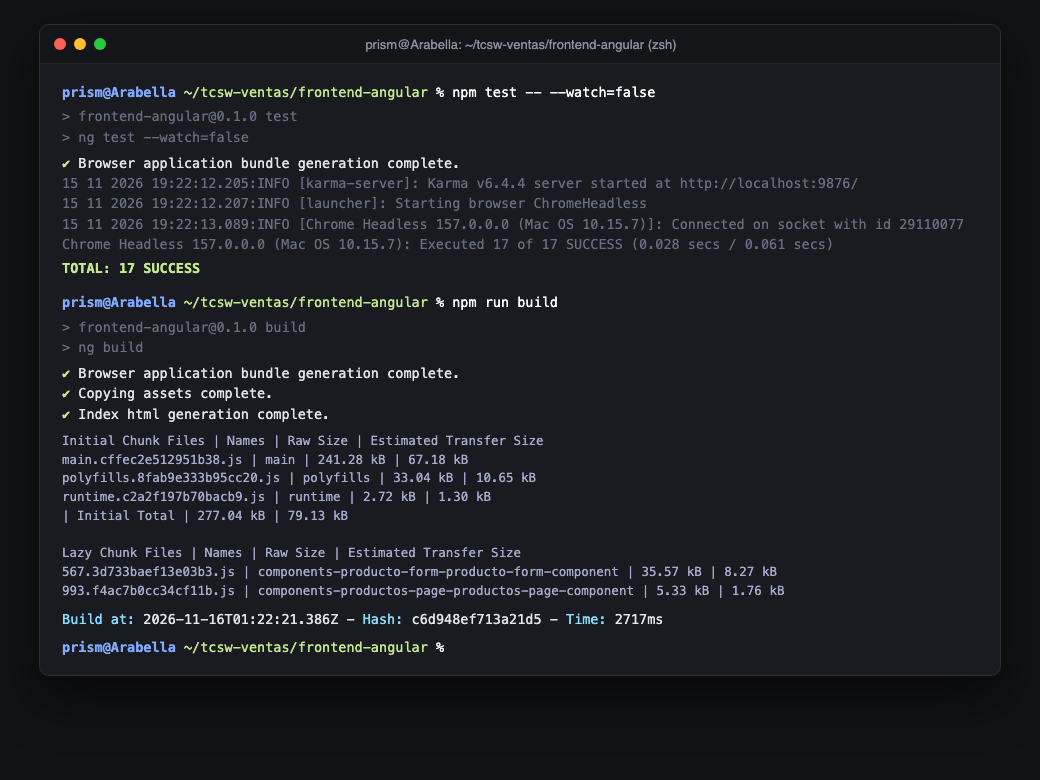 prism@Arabella: ~/tcsw-ventas/frontend-angular (zsh)
prism@Arabella ~/tcsw-ventas/frontend-angular % npm test -- --watch=false
> frontend-angular@0.1.0 test
> ng test --watch=false
✔ Browser application bundle generation complete.
15 11 2026 19:22:12.205:INFO [karma-server]: Karma v6.4.4 server started at http://localhost:9876/
15 11 2026 19:22:12.207:INFO [launcher]: Starting browser ChromeHeadless
15 11 2026 19:22:13.089:INFO [Chrome Headless 157.0.0.0 (Mac OS 10.15.7)]: Connected on socket with id 29110077
Chrome Headless 157.0.0.0 (Mac OS 10.15.7): Executed 17 of 17 SUCCESS (0.028 secs / 0.061 secs)
TOTAL: 17 SUCCESS
prism@Arabella ~/tcsw-ventas/frontend-angular % npm run build
> frontend-angular@0.1.0 build
> ng build
✔ Browser application bundle generation complete.
✔ Copying assets complete.
✔ Index html generation complete.
Initial Chunk Files | Names | Raw Size | Estimated Transfer Size
main.cffec2e512951b38.js | main | 241.28 kB | 67.18 kB
polyfills.8fab9e333b95cc20.js | polyfills | 33.04 kB | 10.65 kB
runtime.c2a2f197b70bacb9.js | runtime | 2.72 kB | 1.30 kB
| Initial Total | 277.04 kB | 79.13 kB
Lazy Chunk Files | Names | Raw Size | Estimated Transfer Size
567.3d733baef13e03b3.js | components-producto-form-producto-form-component | 35.57 kB | 8.27 kB
993.f4ac7b0cc34cf11b.js | components-productos-page-productos-page-component | 5.33 kB | 1.76 kB
Build at: 2026-11-16T01:22:21.386Z – Hash: c6d948ef713a21d5 – Time: 2717ms
prism@Arabella ~/tcsw-ventas/frontend-angular %